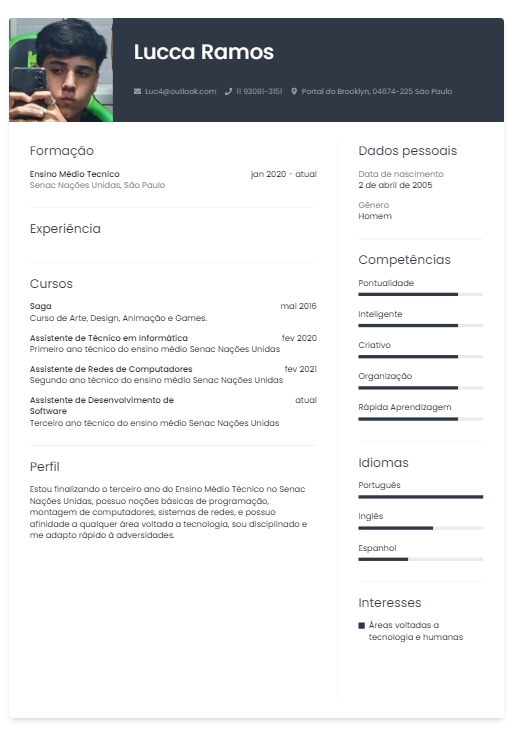 Lucca Ramos
Luc4@outlook.com 11 93081-3151 Portal do Brooklyn, 04674-225 São Paulo
Formação
Ensino Médio Tecnico jan 2020 - atual
Senac Nações Unidas, São Paulo
Experiência
Cursos
Saga mai 2016
Curso de Arte, Design, Animação e Games.
Assistente de Técnico em Informática fev 2020
Primeiro ano técnico do ensino médio Senac Nações Unidas
Assistente de Redes de Computadores fev 2021
Segundo ano técnico do ensino médio Senac Nações Unidas
Assistente de Desenvolvimento de atual
Software
Terceiro ano técnico do ensino médio Senac Nações Unidas
Perfil
Estou finalizando o terceiro ano do Ensino Médio Técnico no Senac
Nações Unidas, possuo noções básicas de programação,
montagem de computadores, sistemas de redes, e possuo
afinidade a qualquer área voltada a tecnologia, sou disciplinado e
me adapto rápido á adversidades.
Dados pessoais
Data de nascimento
2 de abril de 2005
Gênero
Homem
Competências
Pontualidade
Inteligente
Criativo
Organização
Rápida Aprendizagem
Idiomas
Português
Inglês
Espanhol
Interesses
Áreas voltadas a
tecnologia e humanas